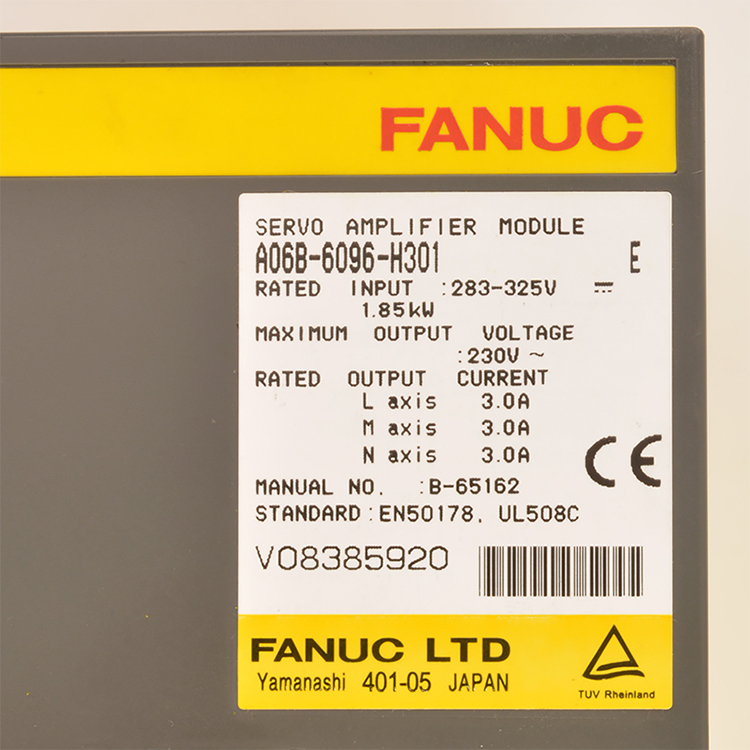 FANUC
SERVO AMPLIFIER MODULE
A06B-6096-H301 E
RATED INPUT :283-325V ⎓
1.85kW
MAXIMUM OUTPUT VOLTAGE
:230V ~
RATED OUTPUT CURRENT
L axis 3.0A
M axis 3.0A
N axis 3.0A
CE
MANUAL NO. :B-65162
STANDARD:EN50178, UL508C
V08385920
FANUC LTD
Yamanashi 401-05 JAPAN
TUV Rheinland